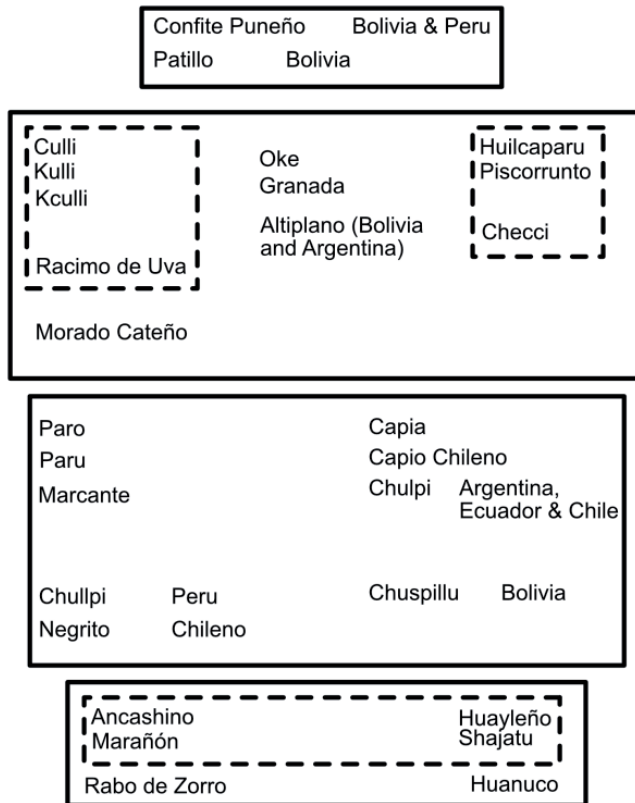 Confite Puneño Bolivia & Peru
Patillo Bolivia
Culli
Kulli
Kculli
Racimo de Uva
Oke
Granada
Altiplano (Bolivia
and Argentina)
Huilcaparu
Piscorrunto
Checci
Morado Cateño
Paro
Paru
Marcante
Capia
Capio Chileno
Chulpi Argentina,
Ecuador & Chile
Chullpi Peru
Negrito Chileno
Chuspillu Bolivia
Ancashino
Marañón
Huayleño
Shajatu
Rabo de Zorro
Huanuco